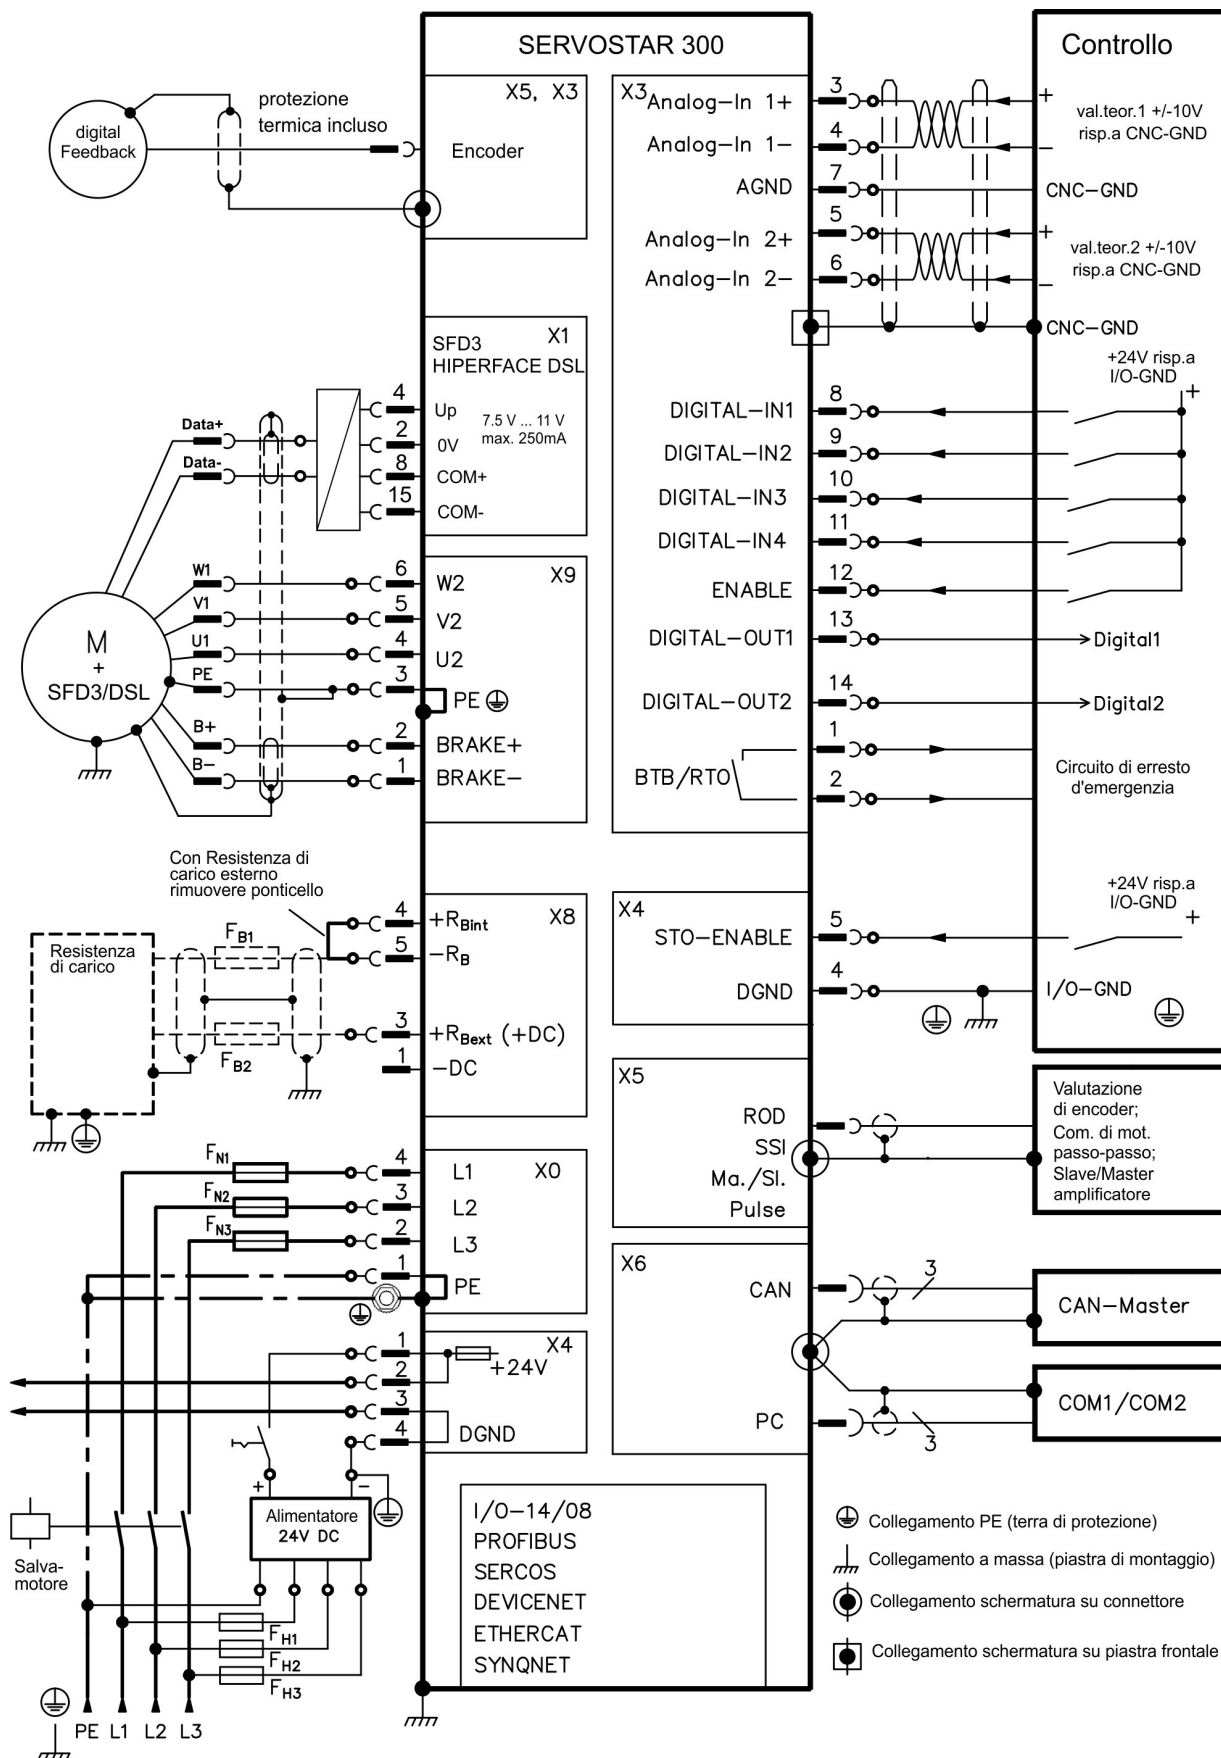 SERVOSTAR 300
Controllo
X5, X3
protezione
termica incluso
digital
Feedback
Encoder
X3
Analog-In 1+
3
Analog-In 1-
4
AGND
7
Analog-In 2+
5
Analog-In 2-
6
+
val.teor.1 +/-10V
risp.a CNC-GND
-
CNC-GND
+
val.teor.2 +/-10V
risp.a CNC-GND
-
CNC-GND
+24V risp.a
I/O-GND
+
SFD3
X1
HIPERFACE DSL
4
Up
7.5 V ... 11 V
max. 250mA
2
0V
8
COM+
15
COM-
Data+
Data-
DIGITAL-IN1
8
DIGITAL-IN2
9
DIGITAL-IN3
10
DIGITAL-IN4
11
ENABLE
12
DIGITAL-OUT1
13
Digital1
DIGITAL-OUT2
14
Digital2
BTB/RTO
1
2
Circuito di erresto
d'emergenzia
X9
W1
6
W2
V1
5
V2
U1
4
U2
PE
3
PE
B+
2
BRAKE+
B-
1
BRAKE-
M
+
SFD3/DSL
Con Resistenza di
carico esterno
rimuovere ponticello
X8
4
+RBint
5
-RB
3
+RBext (+DC)
1
-DC
FB1
FB2
Resistenza
di carico
X4
STO-ENABLE
5
DGND
4
+24V risp.a
I/O-GND
+
I/O-GND
X5
ROD
SSI
Ma./Sl.
Pulse
Valutazione
di encoder;
Com. di mot.
passo-passo;
Slave/Master
amplificatore
X0
FN1
4
L1
FN2
3
L2
FN3
2
L3
1
PE
X6
CAN
3
CAN-Master
PC
3
COM1/COM2
X4
1
+24V
2
3
4
DGND
+
-
Alimentatore
24V DC
Salva-
motore
FH1
FH2
FH3
PE L1 L2 L3
I/O-14/08
PROFIBUS
SERCOS
DEVICENET
ETHERCAT
SYNQNET
Collegamento PE (terra di protezione)
Collegamento a massa (piastra di montaggio)
Collegamento schermatura su connettore
Collegamento schermatura su piastra frontale